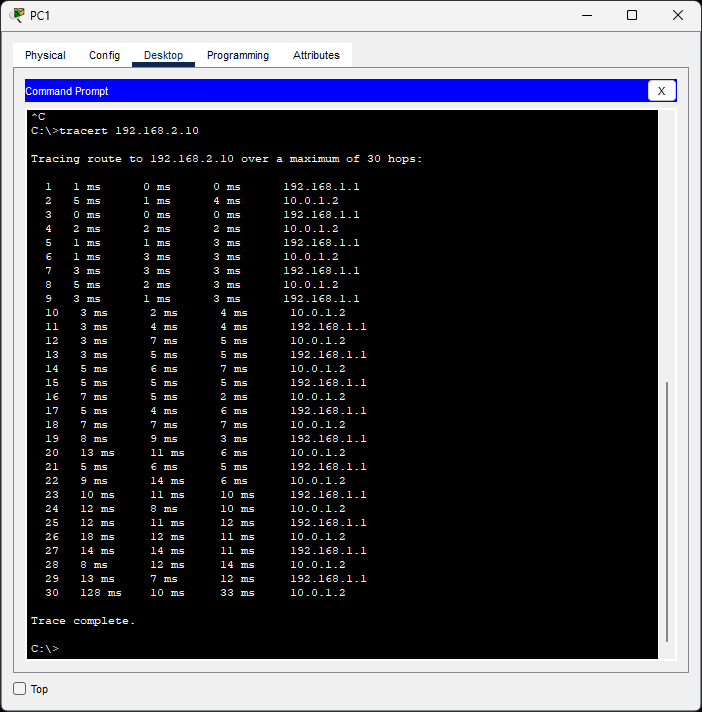 PC1
Physical Config Desktop Programming Attributes
Command Prompt X
^C
C:\>tracert 192.168.2.10
Tracing route to 192.168.2.10 over a maximum of 30 hops:
1 1 ms 0 ms 0 ms 192.168.1.1
2 5 ms 1 ms 4 ms 10.0.1.2
3 0 ms 0 ms 0 ms 192.168.1.1
4 2 ms 2 ms 2 ms 10.0.1.2
5 1 ms 1 ms 3 ms 192.168.1.1
6 1 ms 3 ms 3 ms 10.0.1.2
7 3 ms 3 ms 3 ms 192.168.1.1
8 5 ms 2 ms 3 ms 10.0.1.2
9 3 ms 1 ms 3 ms 192.168.1.1
10 3 ms 2 ms 4 ms 10.0.1.2
11 3 ms 4 ms 4 ms 192.168.1.1
12 3 ms 7 ms 5 ms 10.0.1.2
13 3 ms 5 ms 5 ms 192.168.1.1
14 5 ms 6 ms 7 ms 10.0.1.2
15 5 ms 5 ms 5 ms 192.168.1.1
16 7 ms 5 ms 2 ms 10.0.1.2
17 5 ms 4 ms 6 ms 192.168.1.1
18 7 ms 7 ms 7 ms 10.0.1.2
19 8 ms 9 ms 3 ms 192.168.1.1
20 13 ms 11 ms 6 ms 10.0.1.2
21 5 ms 6 ms 5 ms 192.168.1.1
22 9 ms 14 ms 6 ms 10.0.1.2
23 10 ms 11 ms 10 ms 192.168.1.1
24 12 ms 8 ms 10 ms 10.0.1.2
25 12 ms 11 ms 12 ms 192.168.1.1
26 18 ms 12 ms 11 ms 10.0.1.2
27 14 ms 14 ms 11 ms 192.168.1.1
28 8 ms 12 ms 14 ms 10.0.1.2
29 13 ms 7 ms 12 ms 192.168.1.1
30 128 ms 10 ms 33 ms 10.0.1.2
Trace complete.
C:\>
Top